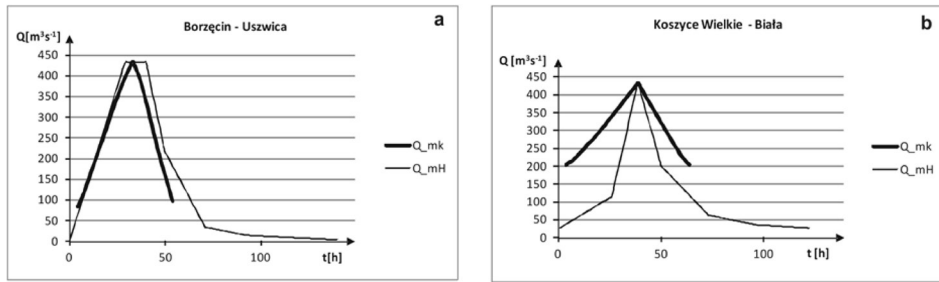 Borzęcin - Uszwica
a
Q[m³s⁻¹]
450
400
350
300
250
200
150
100
50
0
0
50
100
t[h]
Q_mk
Q_mH
Koszyce Wielkie - Biała
b
Q [m³s⁻¹]
450
400
350
300
250
200
150
100
50
0
0
50
100
t [h]
Q_mk
Q_mH